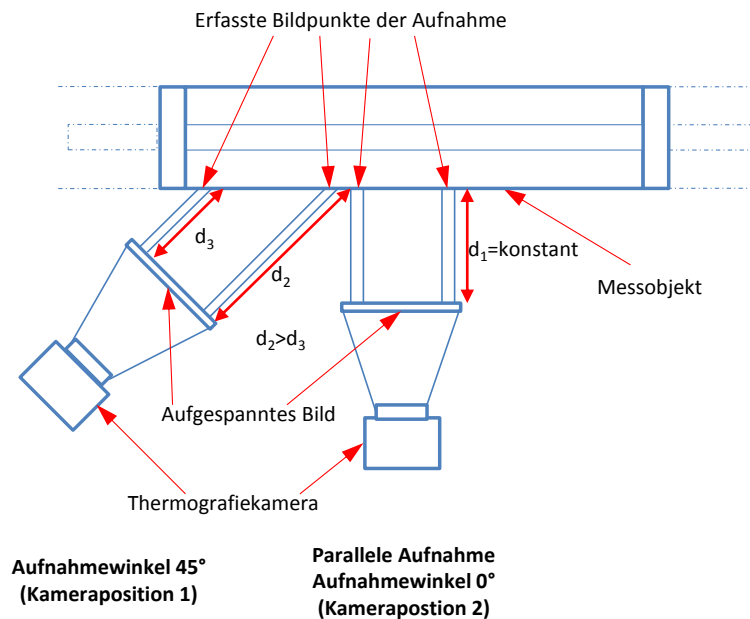 Erfasste Bildpunkte der Aufnahme
d3
d2
d1=konstant
Messobjekt
d2>d3
Aufgespanntes Bild
Thermografiekamera
Aufnahmewinkel 45°
(Kameraposition 1)
Parallele Aufnahme
Aufnahmewinkel 0°
(Kamerapostion 2)